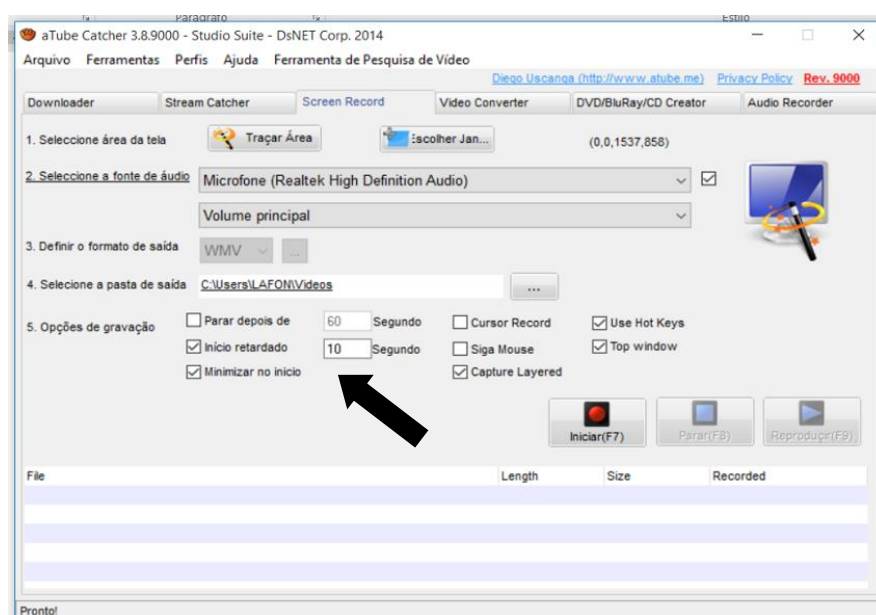 Parágrafo Estilo
aTube Catcher 3.8.9000 - Studio Suite - DsNET Corp. 2014
Arquivo Ferramentas Perfis Ajuda Ferramenta de Pesquisa de Vídeo
Diego Uscanga (http://www.atube.me) Privacy Policy Rev. 9000
Downloader Stream Catcher Screen Record Video Converter DVD/BluRay/CD Creator Audio Recorder
1. Seleccione área da tela Traçar Área Escolher Jan... (0,0,1537,858)
2. Seleccione a fonte de áudio Microfone (Realtek High Definition Audio)
Volume principal
3. Definir o formato de saída WMV ...
4. Selecione a pasta de saída C:\Users\LAFON\Videos ...
5. Opções de gravação Parar depois de 60 Segundo Cursor Record Use Hot Keys
Início retardado 10 Segundo Siga Mouse Top window
Minimizar no inicio Capture Layered
Iniciar(F7) Parar(F8) Reproduçir(F9)
File Length Size Recorded
Pronto!